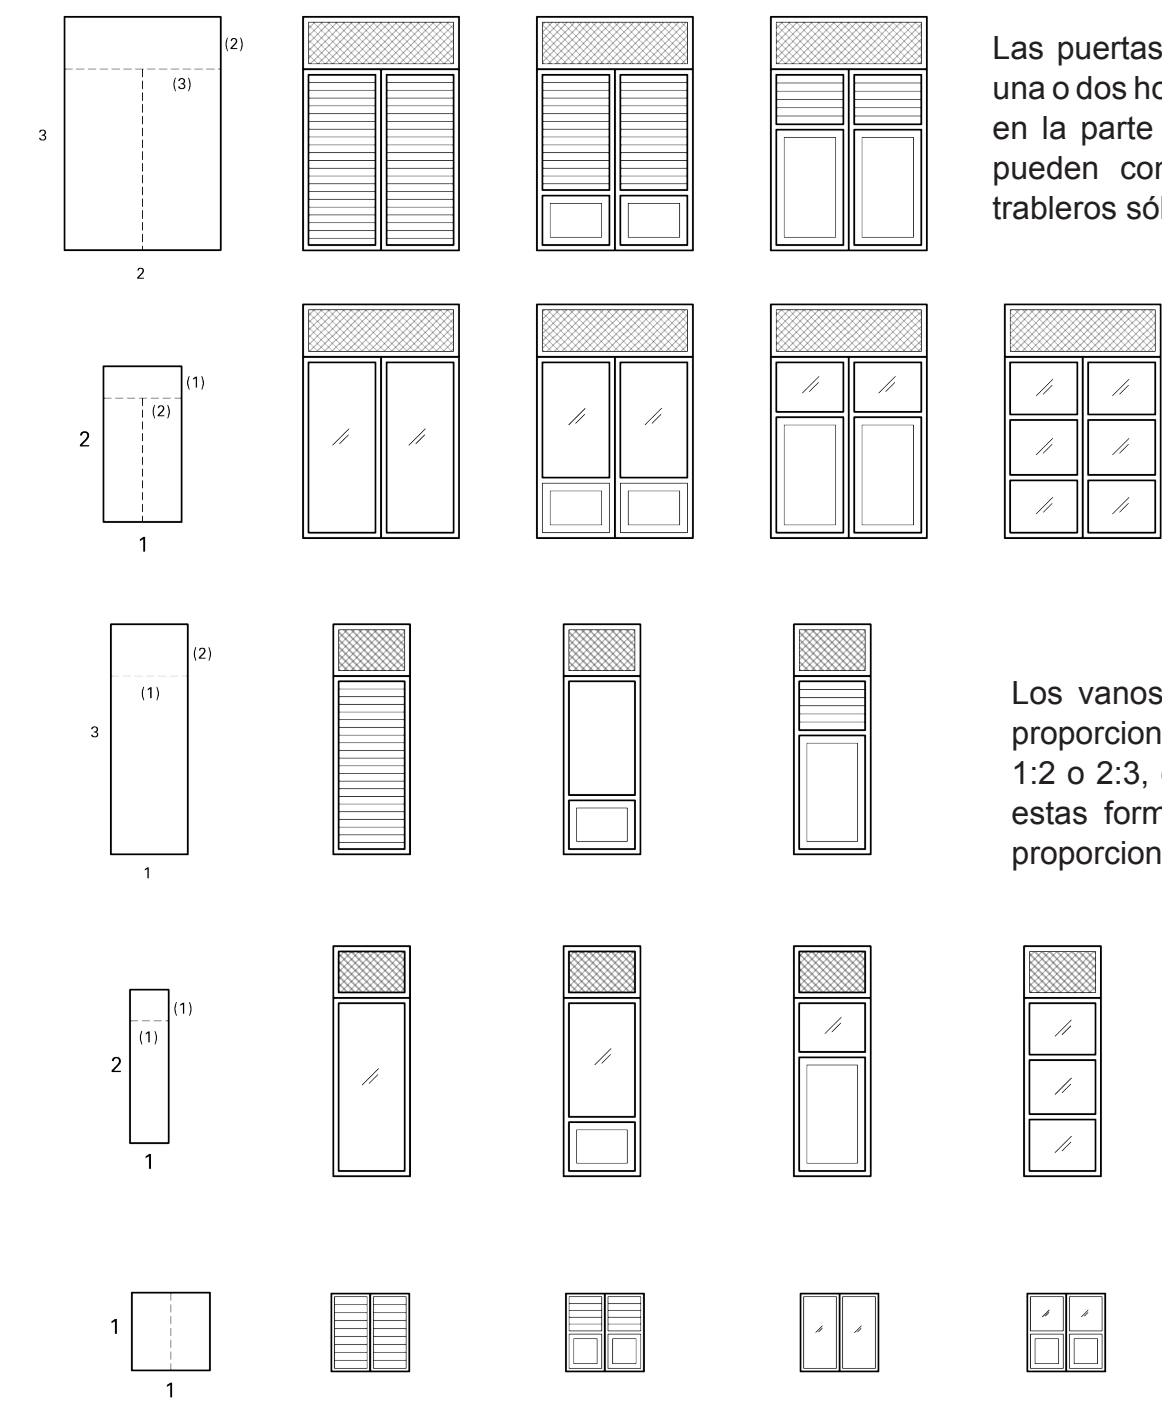 (2)
(3)
3
2
Las puertas
una o dos ho
en la parte
pueden
trableros sól
(1)
(2)
2
1
(2)
(1)
3
1
Los vanos
proporcion
1:2 o 2:3,
estas form
proporcion
(1)
(1)
2
1
1
1